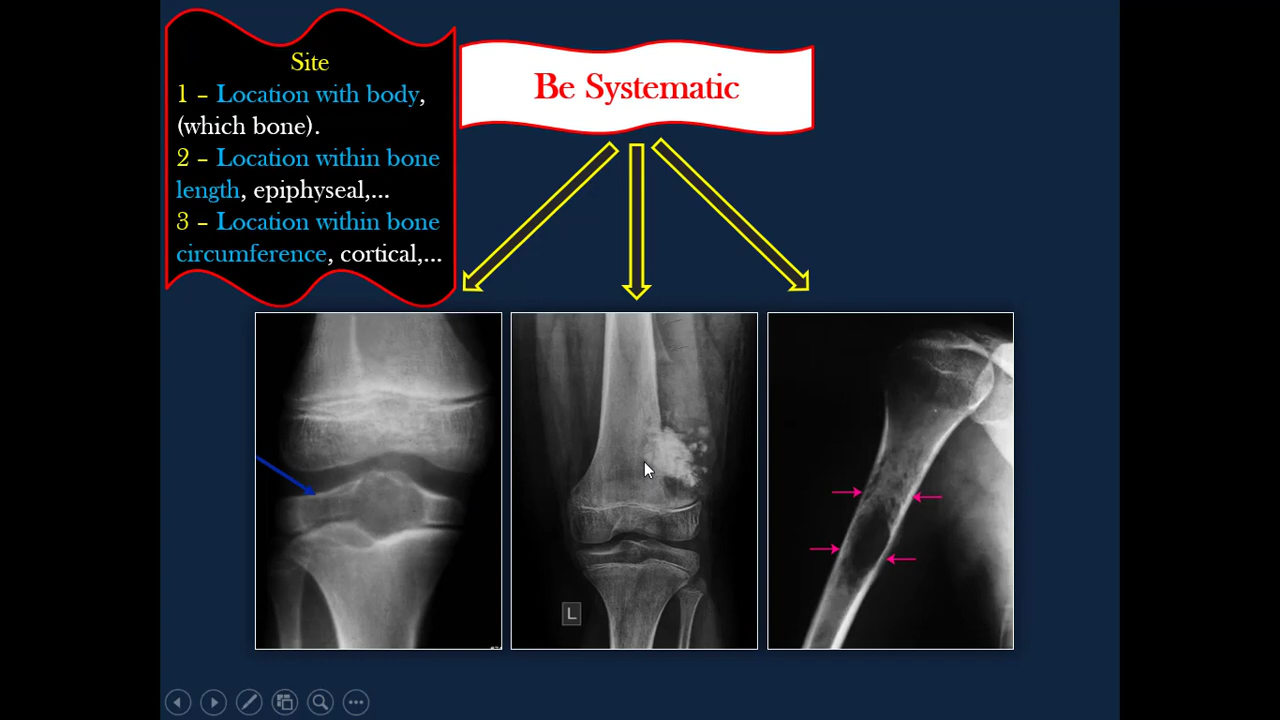 Site
1 – Location with body,
(which bone).
2 – Location within bone
length, epiphyseal,...
3 – Location within bone
circumference, cortical,...
Be Systematic
L